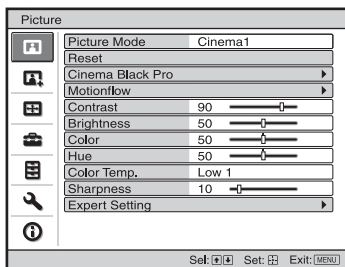 Picture
Picture Mode Cinema1
Reset
Cinema Black Pro
Motionflow
Contrast 90
Brightness 50
Color 50
Hue 50
Color Temp. Low 1
Sharpness 10
Expert Setting
Sel: Set: Exit: MENU